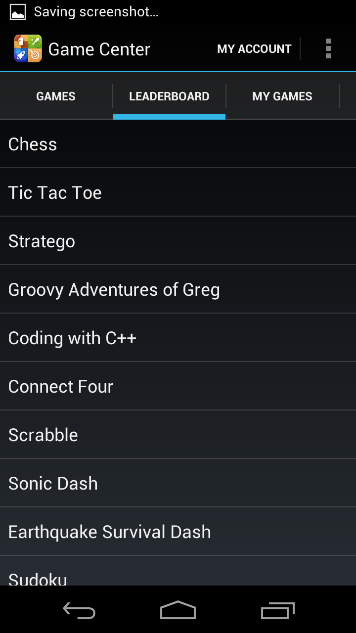 Saving screenshot...
Game Center
MY ACCOUNT
GAMES
LEADERBOARD
MY GAMES
Chess
Tic Tac Toe
Stratego
Groovy Adventures of Greg
Coding with C++
Connect Four
Scrabble
Sonic Dash
Earthquake Survival Dash
Sudoku